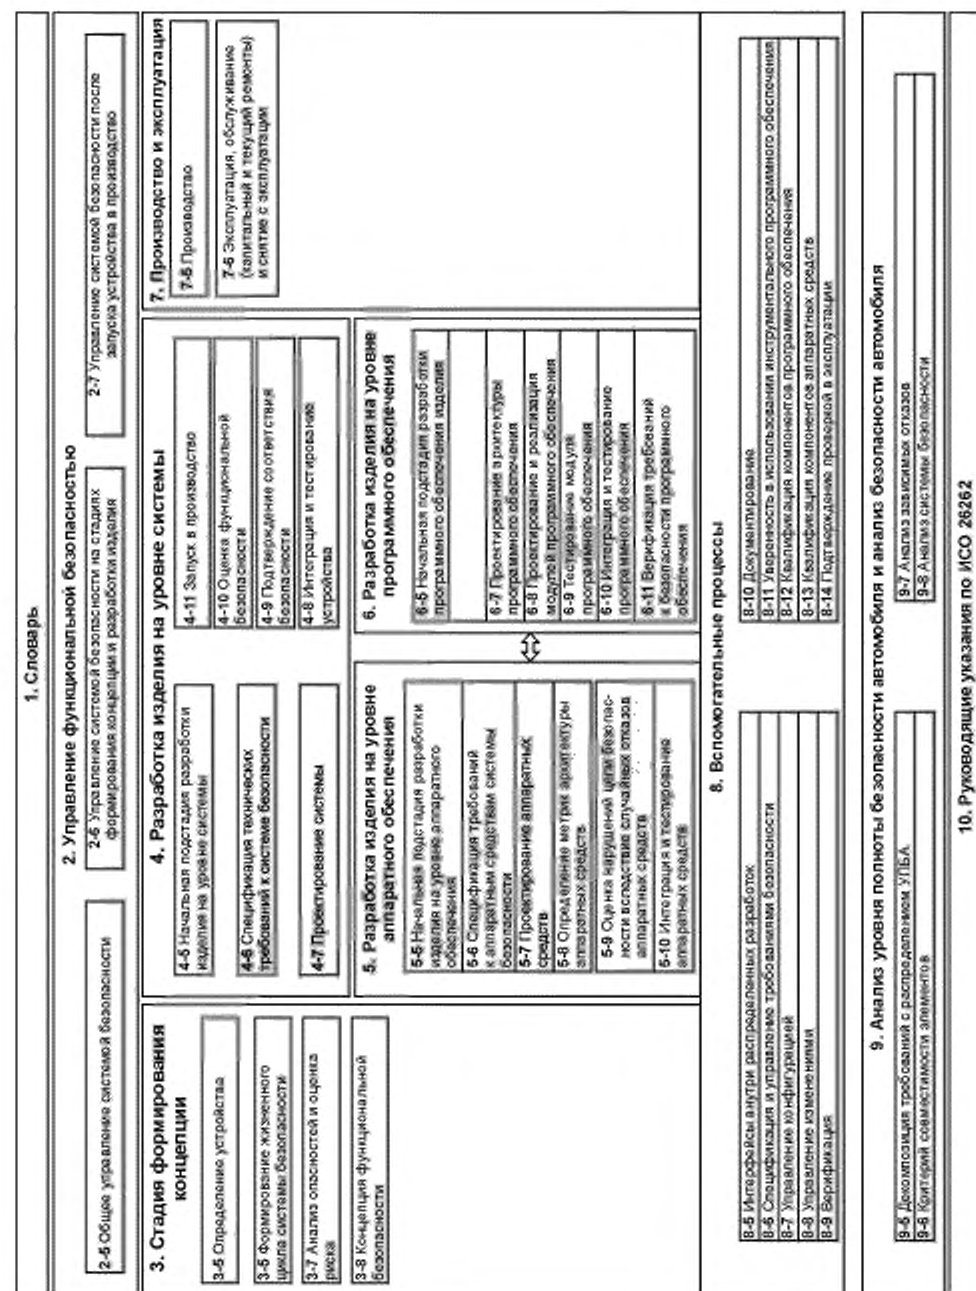 1. Словарь
2. Управление функциональной безопасностью
2-5 Общее управление системой безопасности
2-6 Управление системой безопасности на стадиях
формирования концепции и разработки изделия
2-7 Управление системой безопасности после
запуска устройства в производство
3. Стадия формирования
концепции
3-5 Определение устройства
3-5 Формирование жизненного
цикла системы безопасности
3-7 Анализ опасностей и оценка
риска
3-8 Концепция функциональной
безопасности
4. Разработка изделия на уровне системы
4-5 Начальная подстадия разработки
изделия на уровне системы
4-6 Спецификация технических
требований к системе безопасности
4-7 Проектирование системы
4-11 Запуск в производство
4-10 Оценка функциональной
безопасности
4-9 Подтверждение соответствия
безопасности
4-8 Интеграция и тестирование
устройства
5. Разработка изделия на уровне
аппаратного обеспечения
5-5 Начальная подстадия разработки
изделия на уровне аппаратного
обеспечения
5-6 Спецификация требований
к аппаратным средствам системы
безопасности
5-7 Проектирование аппаратных
средств
5-8 Определение метрик архитектуры
аппаратных средств
5-9 Оценка нарушений цели безопас-
ности вследствие случайных отказов
аппаратных средств
5-10 Интеграция и тестирование
аппаратных средств
6. Разработка изделия на уровне
программного обеспечения
6-5 Начальная подстадия разработки
программного обеспечения изделия
6-7 Проектирование архитектуры
программного обеспечения
6-8 Проектирование и реализация
модулей программного обеспечения
6-9 Тестирование модуля
программного обеспечения
6-10 Интеграция и тестирование
программного обеспечения
6-11 Верификация требований
к безопасности программного
обеспечения
7. Производство и эксплуатация
7-5 Производство
7-6 Эксплуатация, обслуживание
(капитальный и текущий ремонты)
и снятие с эксплуатации
8. Вспомогательные процессы
8-5 Интерфейсы внутри распределенных разработок
8-6 Спецификация и управление требованиями безопасности
8-7 Управление конфигурацией
8-8 Управление изменениями
8-9 Верификация
8-10 Документирование
8-11 Уверенность в использовании инструментального программного обеспечения
8-12 Квалификация компонентов программного обеспечения
8-13 Квалификация компонентов аппаратных средств
8-14 Подтверждение проверкой в эксплуатации
9. Анализ уровня полноты безопасности автомобиля и анализ безопасности автомобиля
9-5 Декомпозиция требований с распределением УПБА
9-6 Критерий совместимости элементов
9-7 Анализ зависимых отказов
9-8 Анализ системы безопасности
10. Руководящие указания по ИСО 26262